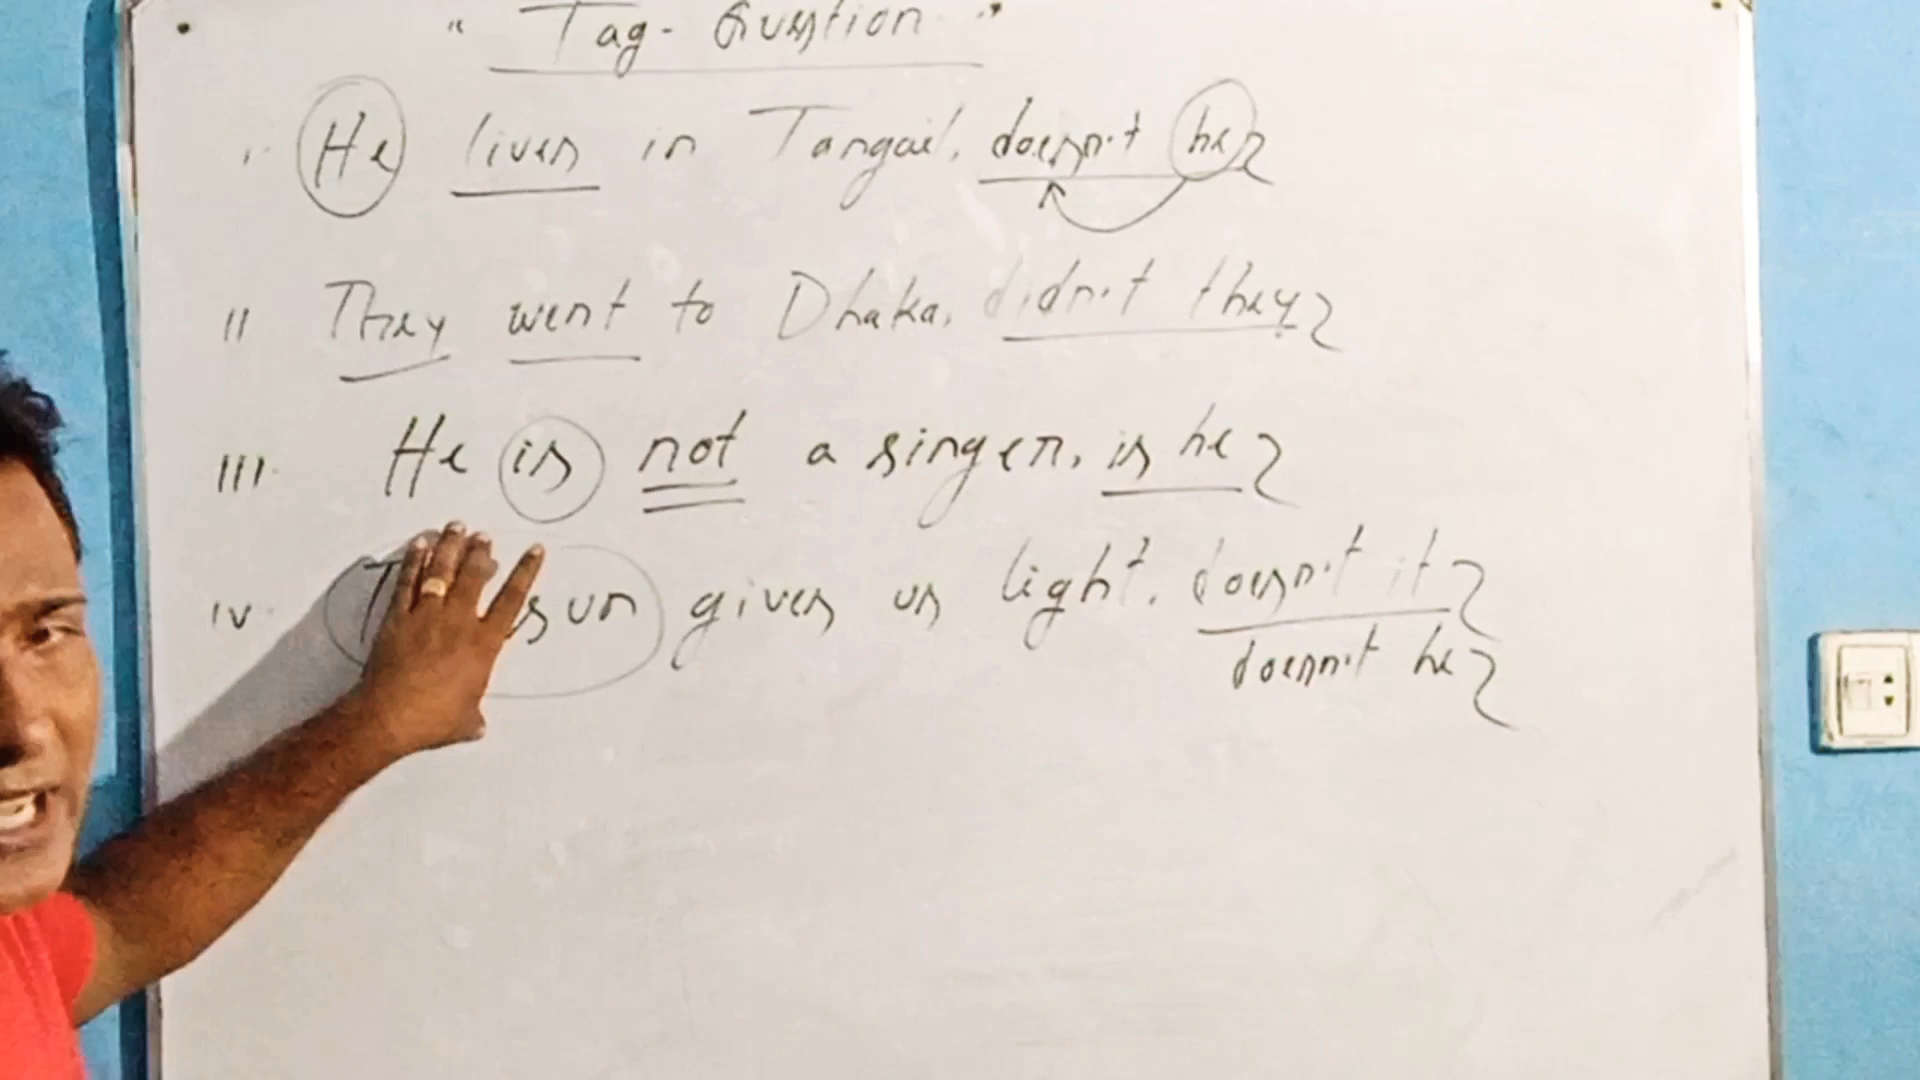 " Tag-Question "
i. He lives in Tangail, doesn't he?
ii They went to Dhaka, didn't they?
iii. He is not a singer, is he?
iv. sun gives us light, doesn't it?
doesn't he?